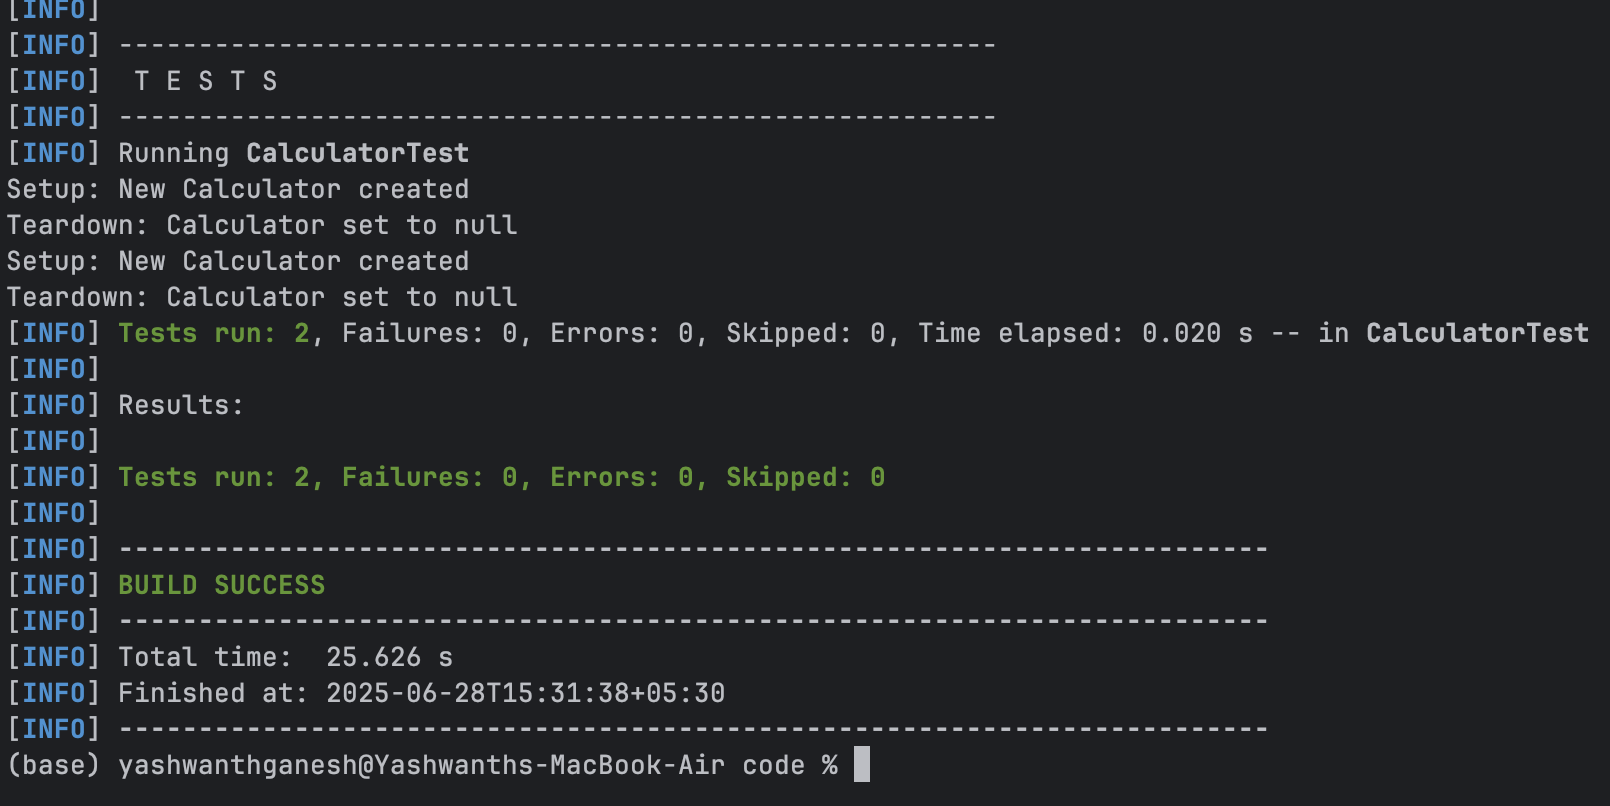 [INFO]
[INFO] -------------------------------------------------------
[INFO]  T E S T S
[INFO] -------------------------------------------------------
[INFO] Running CalculatorTest
Setup: New Calculator created
Teardown: Calculator set to null
Setup: New Calculator created
Teardown: Calculator set to null
[INFO] Tests run: 2, Failures: 0, Errors: 0, Skipped: 0, Time elapsed: 0.020 s -- in CalculatorTest
[INFO]
[INFO] Results:
[INFO]
[INFO] Tests run: 2, Failures: 0, Errors: 0, Skipped: 0
[INFO]
[INFO] ------------------------------------------------------------------------
[INFO] BUILD SUCCESS
[INFO] ------------------------------------------------------------------------
[INFO] Total time:  25.626 s
[INFO] Finished at: 2025-06-28T15:31:38+05:30
[INFO] ------------------------------------------------------------------------
(base) yashwanthganesh@Yashwanths-MacBook-Air code %